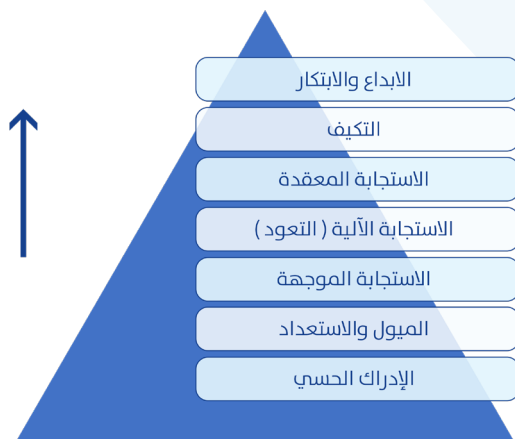 الابداع والابتكار
التكيف
الاستجابة المعقدة
الاستجابة الآلية ( التعود )
الاستجابة الموجهة
الميول والاستعداد
الإدراك الحسي